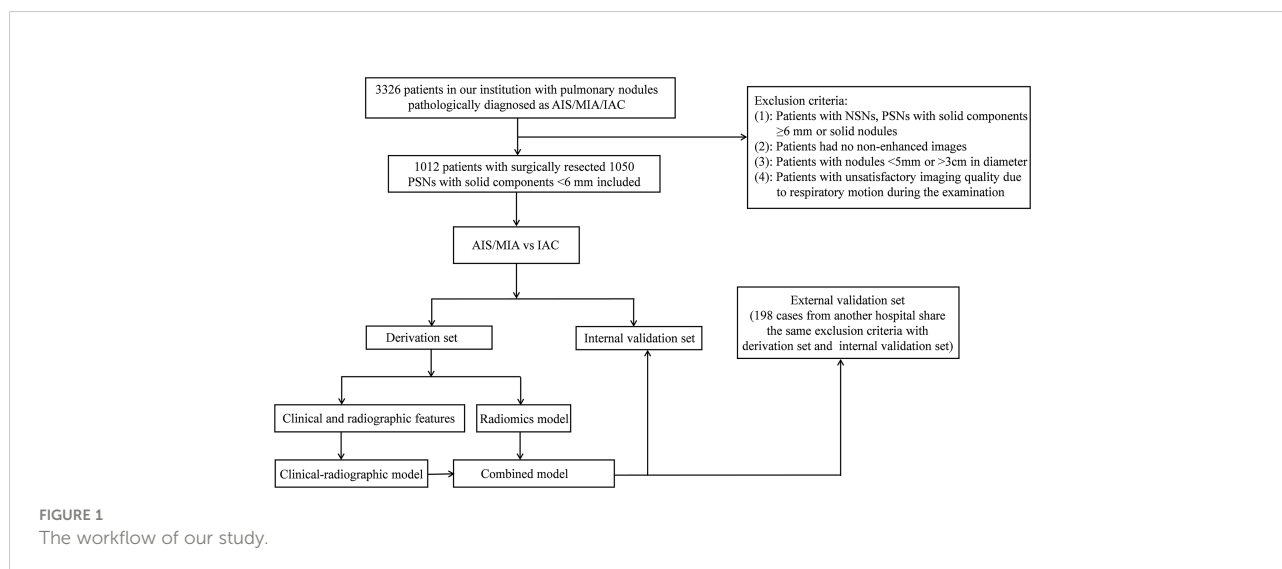 3326 patients in our institution with pulmonary nodules
pathologically diagnosed as AIS/MIA/IAC
Exclusion criteria:
(1): Patients with NSNs, PSNs with solid components
≥6 mm or solid nodules
(2): Patients had no non-enhanced images
(3): Patients with nodules <5mm or >3cm in diameter
(4): Patients with unsatisfactory imaging quality due
to respiratory motion during the examination
1012 patients with surgically resected 1050
PSNs with solid components <6 mm included
AIS/MIA vs IAC
External validation set
(198 cases from another hospital share
the same exclusion criteria with
derivation set and internal validation set)
Derivation set
Internal validation set
Clinical and radiographic features
Radiomics model
Clinical-radiographic model
Combined model
FIGURE 1
The workflow of our study.